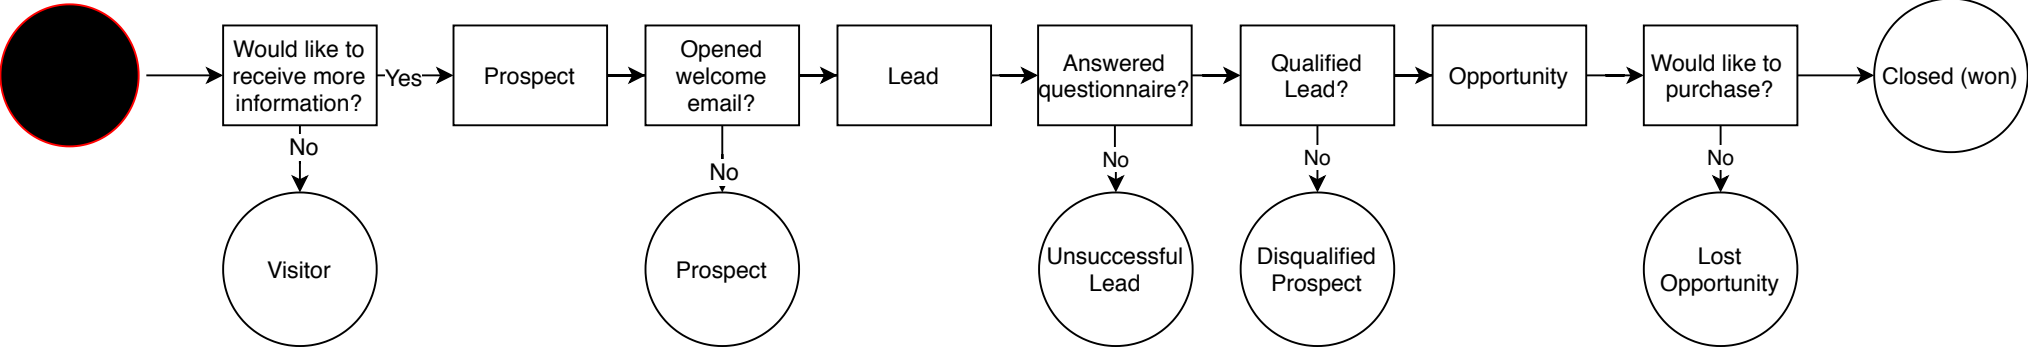 Would like to
receive more
information?
Yes
Prospect
Opened
welcome
email?
Lead
Answered
questionnaire?
Qualified
Lead?
Opportunity
Would like to
purchase?
Closed (won)
No
No
No
No
No
Visitor
Prospect
Unsuccessful
Lead
Disqualified
Prospect
Lost
Opportunity